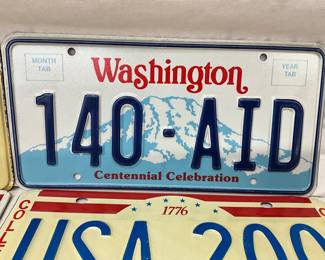 MONTH TAB
Washington
YEAR TAB
140-AID
Centennial Celebration
1776
USA 200